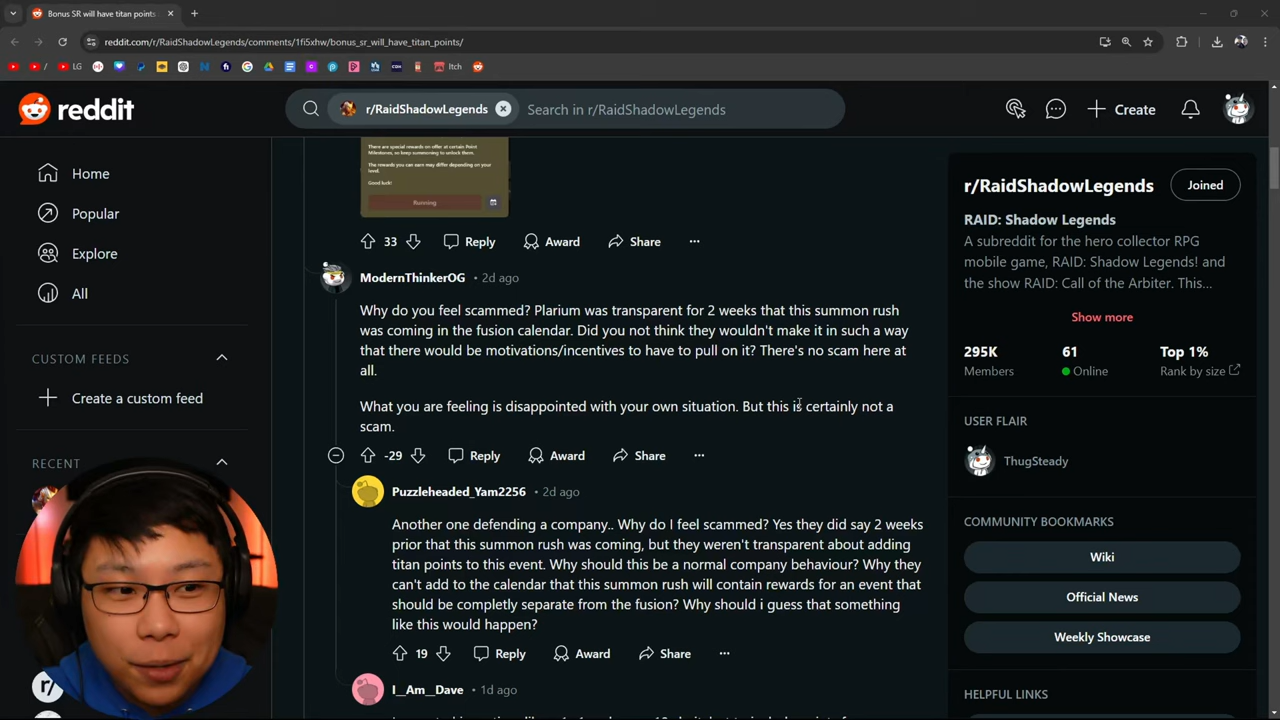 Bonus SR will have titan points
reddit.com/r/RaidShadowLegends/comments/1fi5xhw/bonus_sr_will_have_titan_points/
/ LG Itch
reddit
r/RaidShadowLegends
Search in r/RaidShadowLegends
Create
Home
Popular
Explore
All
CUSTOM FEEDS
Create a custom feed
RECENT
r/
There are special rewards on offer at certain Point
Milestones, so keep summoning to unlock them.
The rewards you can earn may differ depending on your
level.
Good luck!
Running
33 Reply Award Share
ModernThinkerOG • 2d ago
Why do you feel scammed? Plarium was transparent for 2 weeks that this summon rush
was coming in the fusion calendar. Did you not think they wouldn't make it in such a way
that there would be motivations/incentives to have to pull on it? There's no scam here at
all.
What you are feeling is disappointed with your own situation. But this is certainly not a
scam.
-29 Reply Award Share
Puzzleheaded_Yam2256 • 2d ago
Another one defending a company.. Why do I feel scammed? Yes they did say 2 weeks
prior that this summon rush was coming, but they weren't transparent about adding
titan points to this event. Why should this be a normal company behaviour? Why they
can't add to the calendar that this summon rush will contain rewards for an event that
should be completly separate from the fusion? Why should i guess that something
like this would happen?
19 Reply Award Share
I__Am__Dave • 1d ago
r/RaidShadowLegends
Joined
RAID: Shadow Legends
A subreddit for the hero collector RPG
mobile game, RAID: Shadow Legends! and
the show RAID: Call of the Arbiter. This...
Show more
295K 61 Top 1%
Members Online Rank by size
USER FLAIR
ThugSteady
COMMUNITY BOOKMARKS
Wiki
Official News
Weekly Showcase
HELPFUL LINKS